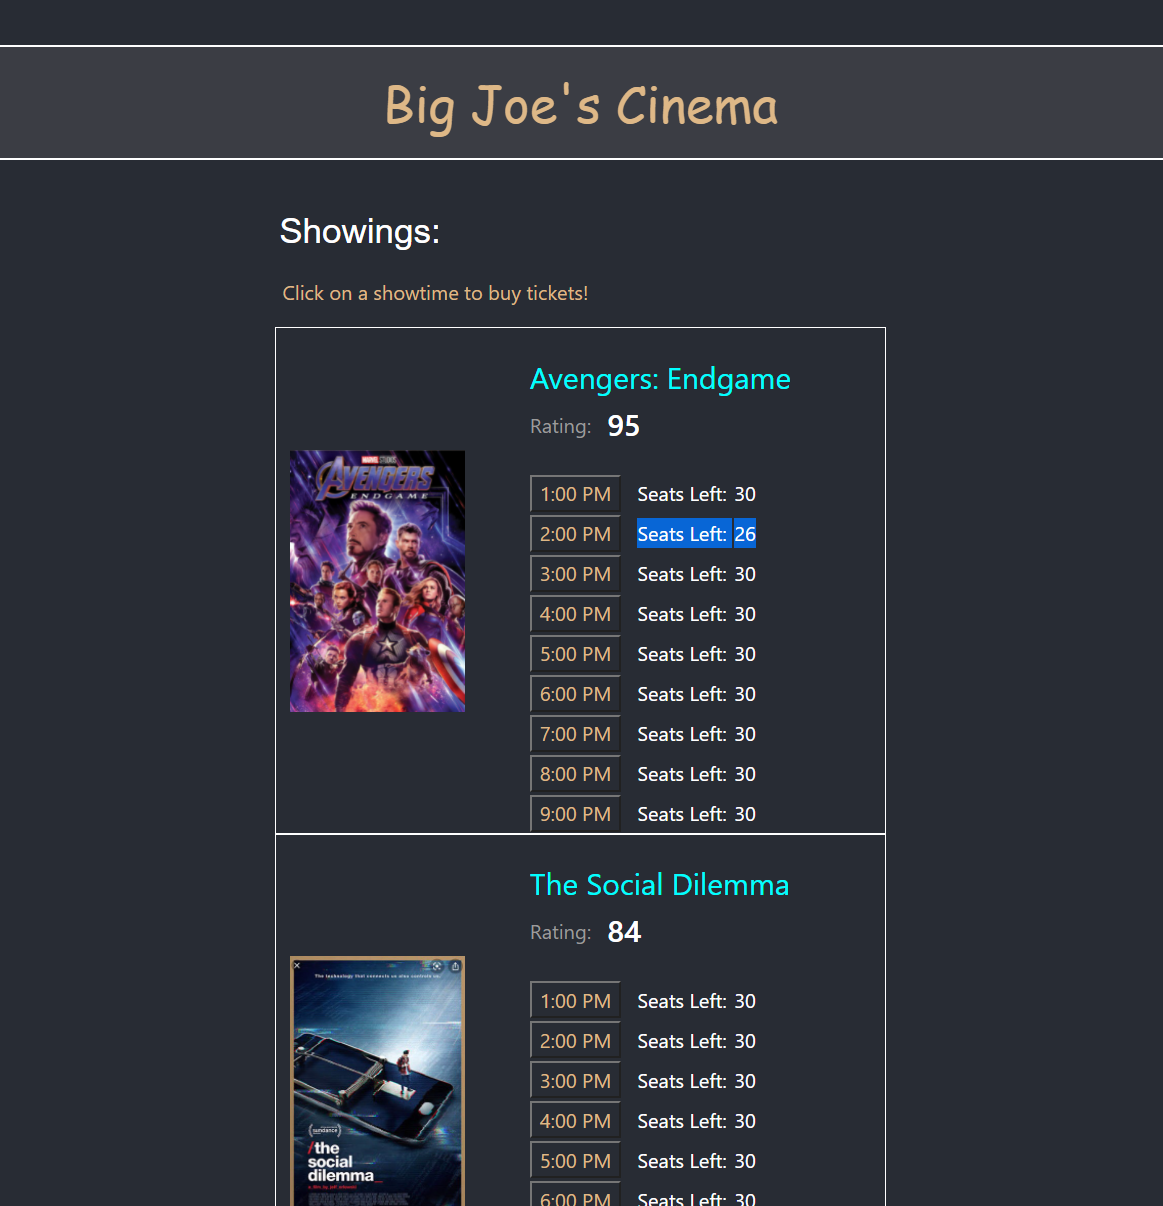 Big Joe's Cinema
Showings:
Click on a showtime to buy tickets!
Avengers: Endgame
Rating: 95
MARVEL STUDIOS
AVENGERS
ENDGAME
1:00 PM Seats Left: 30
2:00 PM Seats Left: 26
3:00 PM Seats Left: 30
4:00 PM Seats Left: 30
5:00 PM Seats Left: 30
6:00 PM Seats Left: 30
7:00 PM Seats Left: 30
8:00 PM Seats Left: 30
9:00 PM Seats Left: 30
The Social Dilemma
Rating: 84
The technology that connects us also controls us.
sundance
/the
social
dilemma_
1:00 PM Seats Left: 30
2:00 PM Seats Left: 30
3:00 PM Seats Left: 30
4:00 PM Seats Left: 30
5:00 PM Seats Left: 30
6:00 PM Seats Left: 30